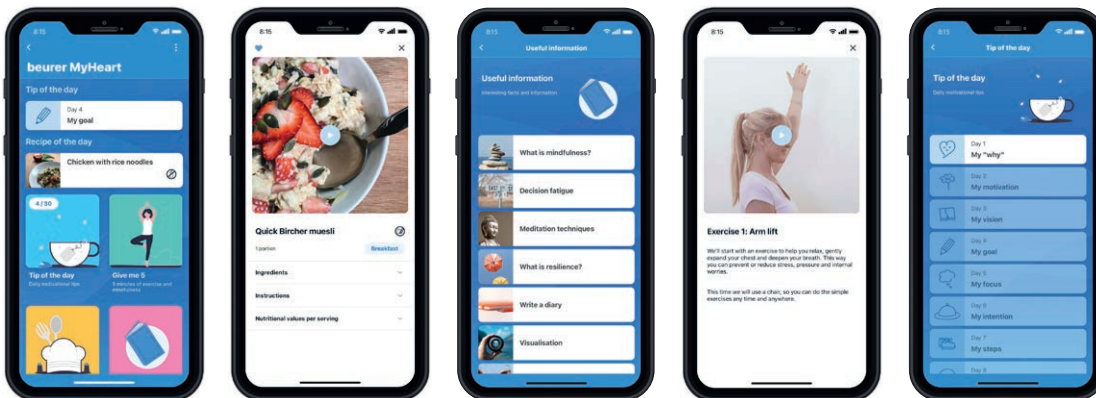 8:15
beurer MyHeart
Tip of the day
Day 4
My goal
Recipe of the day
Chicken with rice noodles
4/30
Tip of the day
Daily motivational tips
Give me 5
5 minutes of exercise and
mindfulness
8:15
Quick Bircher muesli
1 portion
Breakfast
Ingredients
Instructions
Nutritional values per serving
8:15
Useful information
Useful information
Interesting facts and information
What is mindfulness?
Decision fatigue
Meditation techniques
What is resilience?
Write a diary
Visualisation
8:15
Exercise 1: Arm lift
We'll start with an exercise to help you relax, gently
expand your chest and deepen your breath. This way
you can prevent or reduce stress, pressure and internal
worries.
This time we will use a chair, so you can do the simple
exercises any time and anywhere.
8:15
Tip of the day
Tip of the day
Daily motivational tips
Day 1
My "why"
Day 2
My motivation
Day 3
My vision
Day 4
My goal
Day 5
My focus
Day 6
My intention
Day 7
My steps
Day 8